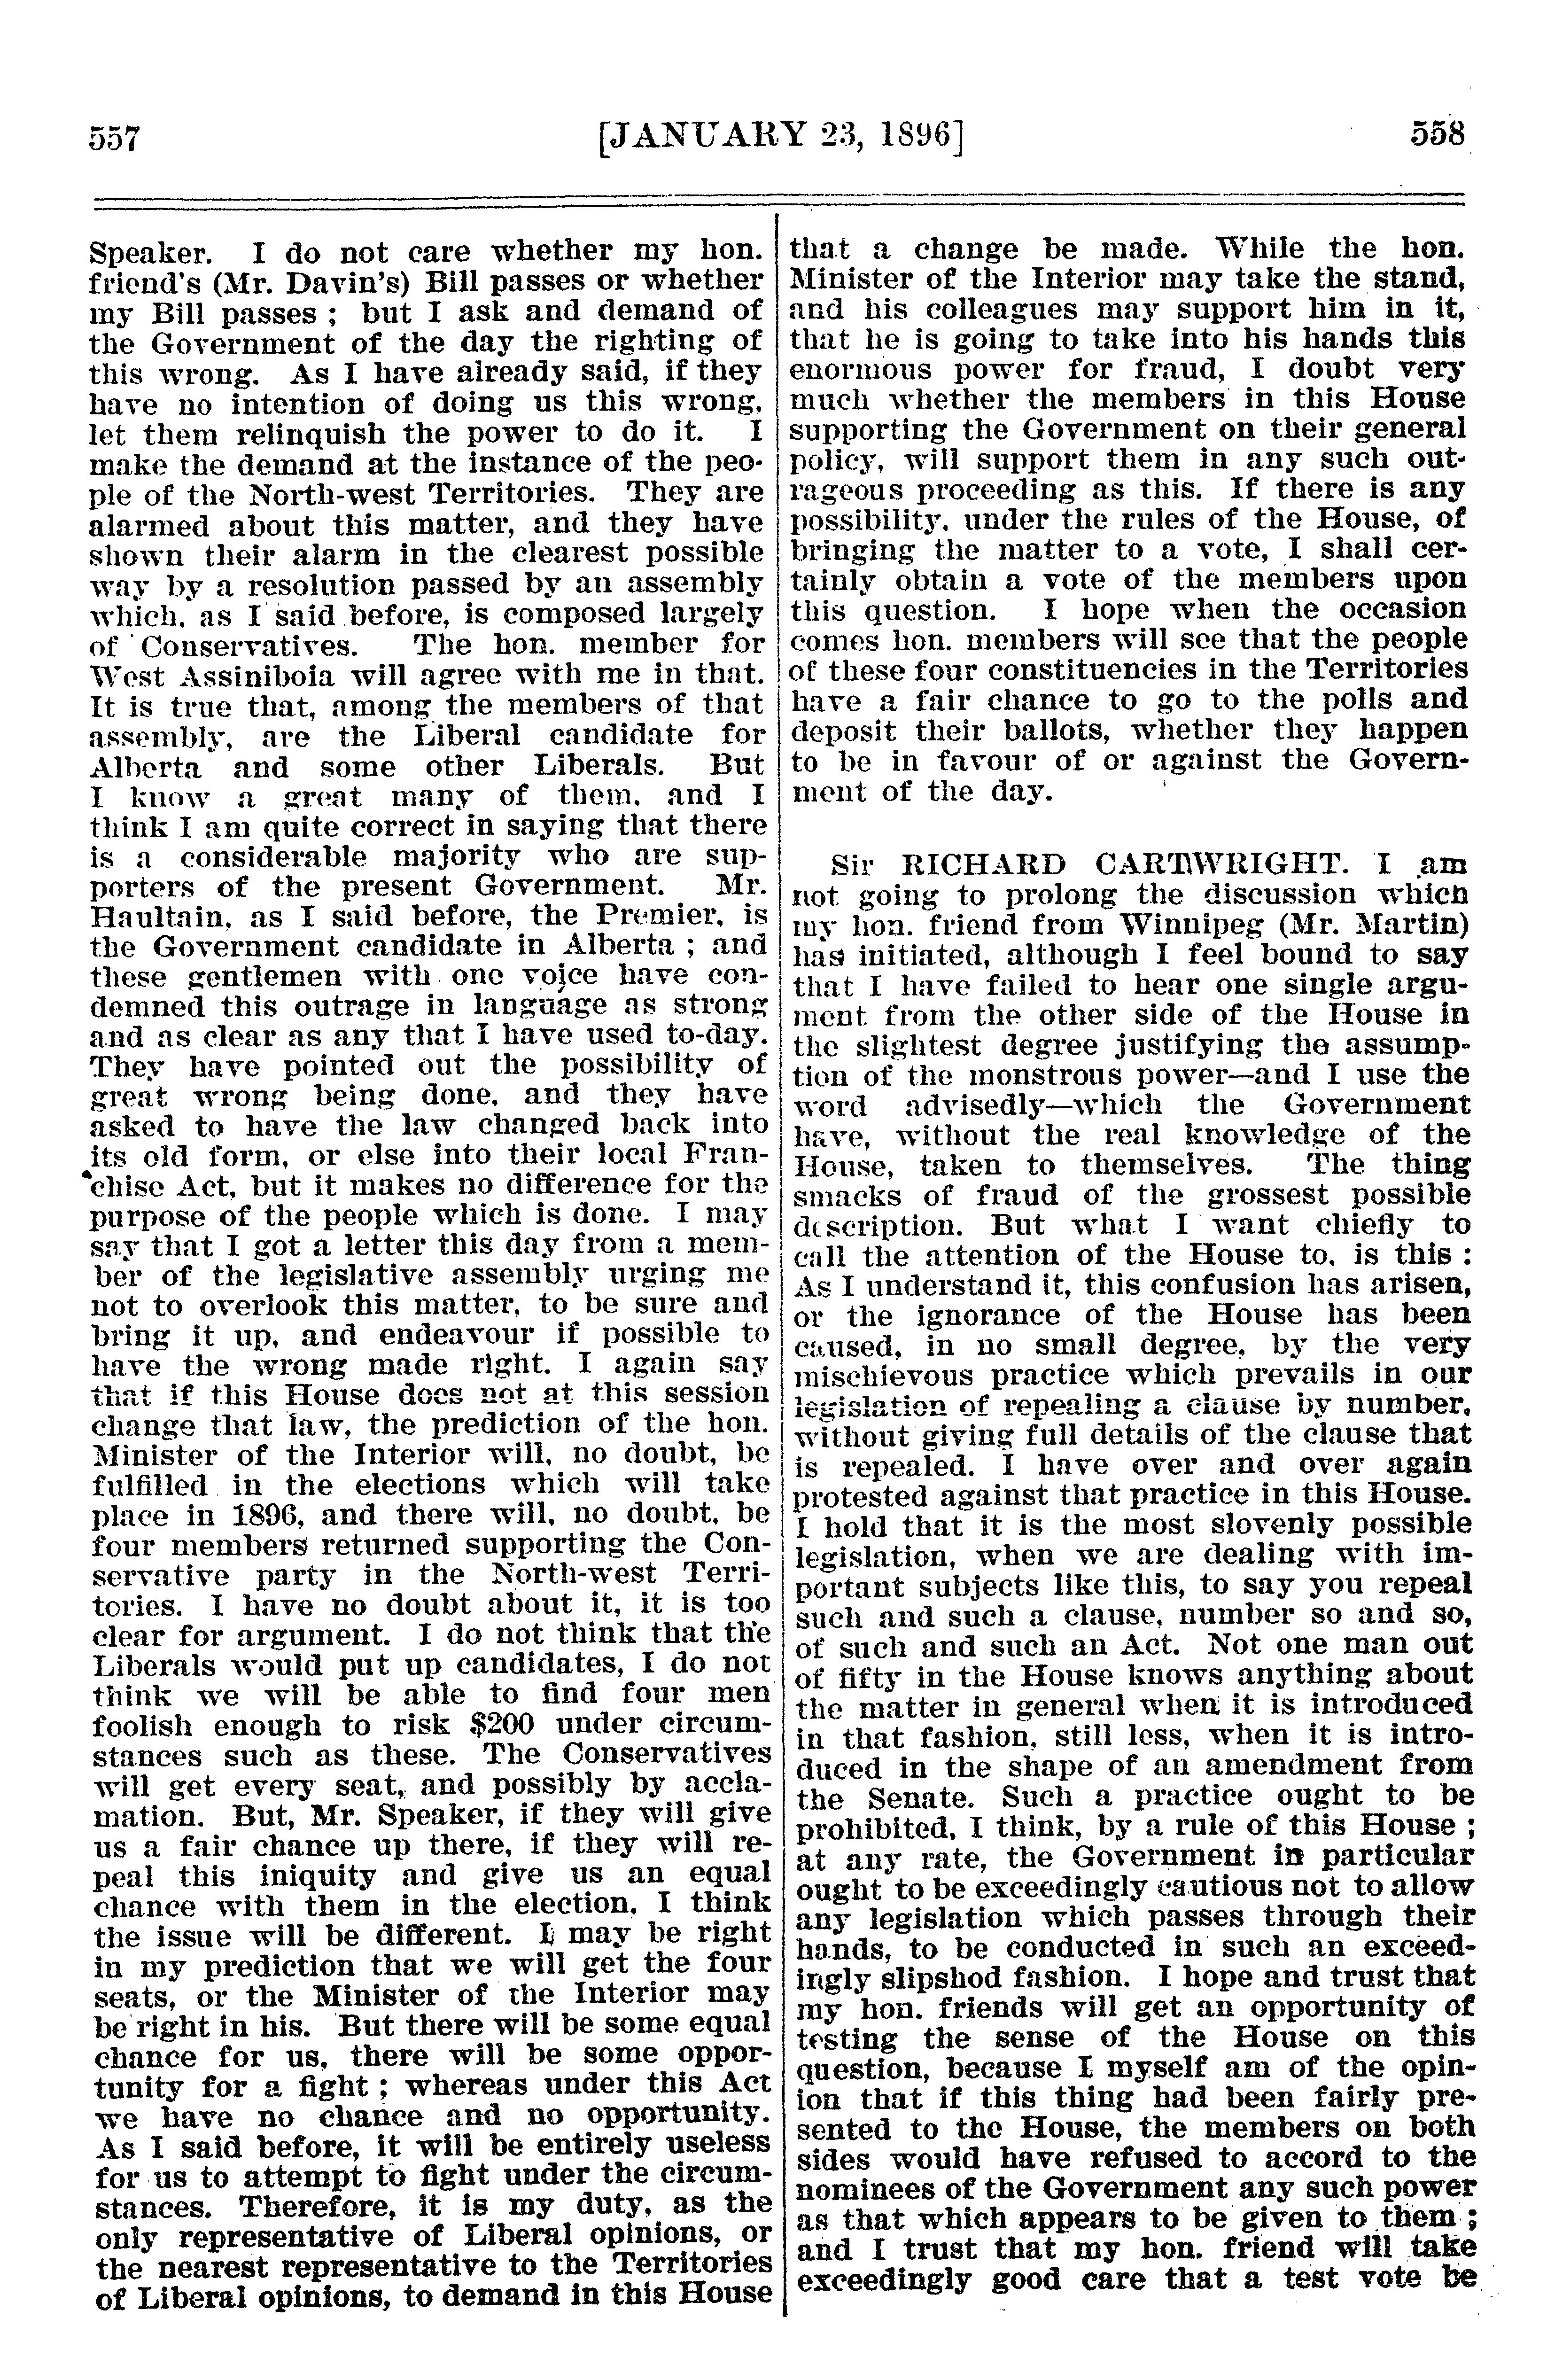 557
[JANUARY 23, 1896]
558
Speaker. I do not care whether my hon.
friend's (Mr. Davin's) Bill passes or whether
my Bill passes ; but I ask and demand of
the Government of the day the righting of
this wrong. As I have already said, if they
have no intention of doing us this wrong,
let them relinquish the power to do it. I
make the demand at the instance of the peo-
ple of the North-west Territories. They are
alarmed about this matter, and they have
shown their alarm in the clearest possible
way by a resolution passed by an assembly
which, as I said before, is composed largely
of Conservatives. The hon. member for
West Assiniboia will agree with me in that.
It is true that, among the members of that
assembly, are the Liberal candidate for
Alberta and some other Liberals. But
I know a great many of them, and I
think I am quite correct in saying that there
is a considerable majority who are sup-
porters of the present Government. Mr.
Haultain, as I said before, the Premier, is
the Government candidate in Alberta ; and
these gentlemen with one voice have con-
demned this outrage in language as strong
and as clear as any that I have used to-day.
They have pointed out the possibility of
great wrong being done, and they have
asked to have the law changed back into
its old form, or else into their local Fran-
chise Act, but it makes no difference for the
purpose of the people which is done. I may
say that I got a letter this day from a mem-
ber of the legislative assembly urging me
not to overlook this matter, to be sure and
bring it up, and endeavour if possible to
have the wrong made right. I again say
that if this House does not at this session
change that law, the prediction of the hon.
Minister of the Interior will, no doubt, be
fulfilled in the elections which will take
place in 1896, and there will, no doubt, be
four members returned supporting the Con-
servative party in the North-west Terri-
tories. I have no doubt about it, it is too
clear for argument. I do not think that the
Liberals would put up candidates, I do not
think we will be able to find four men
foolish enough to risk $200 under circum-
stances such as these. The Conservatives
will get every seat, and possibly by accla-
mation. But, Mr. Speaker, if they will give
us a fair chance up there, if they will re-
peal this iniquity and give us an equal
chance with them in the election, I think
the issue will be different. I may be right
in my prediction that we will get the four
seats, or the Minister of the Interior may
be right in his. But there will be some equal
chance for us, there will be some oppor-
tunity for a fight ; whereas under this Act
we have no chance and no opportunity.
As I said before, it will be entirely useless
for us to attempt to fight under the circum-
stances. Therefore, it is my duty, as the
only representative of Liberal opinions, or
the nearest representative to the Territories
of Liberal opinions, to demand in this House
that a change be made. While the hon.
Minister of the Interior may take the stand,
and his colleagues may support him in it,
that he is going to take into his hands this
enormous power for fraud, I doubt very
much whether the members in this House
supporting the Government on their general
policy, will support them in any such out-
rageous proceeding as this. If there is any
possibility, under the rules of the House, of
bringing the matter to a vote, I shall cer-
tainly obtain a vote of the members upon
this question. I hope when the occasion
comes hon. members will see that the people
of these four constituencies in the Territories
have a fair chance to go to the polls and
deposit their ballots, whether they happen
to be in favour of or against the Govern-
ment of the day.
Sir RICHARD CARTWRIGHT. I am
not going to prolong the discussion which
my hon. friend from Winnipeg (Mr. Martin)
has initiated, although I feel bound to say
that I have failed to hear one single argu-
ment from the other side of the House in
the slightest degree justifying the assump-
tion of the monstrous power—and I use the
word advisedly—which the Government
have, without the real knowledge of the
House, taken to themselves. The thing
smacks of fraud of the grossest possible
description. But what I want chiefly to
call the attention of the House to, is this :
As I understand it, this confusion has arisen,
or the ignorance of the House has been
caused, in no small degree, by the very
mischievous practice which prevails in our
legislation of repealing a clause by number,
without giving full details of the clause that
is repealed. I have over and over again
protested against that practice in this House.
I hold that it is the most slovenly possible
legislation, when we are dealing with im-
portant subjects like this, to say you repeal
such and such a clause, number so and so,
of such and such an Act. Not one man out
of fifty in the House knows anything about
the matter in general when it is introduced
in that fashion, still less, when it is intro-
duced in the shape of an amendment from
the Senate. Such a practice ought to be
prohibited, I think, by a rule of this House ;
at any rate, the Government in particular
ought to be exceedingly cautious not to allow
any legislation which passes through their
hands, to be conducted in such an exceed-
ingly slipshod fashion. I hope and trust that
my hon. friends will get an opportunity of
testing the sense of the House on this
question, because I myself am of the opin-
ion that if this thing had been fairly pre-
sented to the House, the members on both
sides would have refused to accord to the
nominees of the Government any such power
as that which appears to be given to them ;
and I trust that my hon. friend will take
exceedingly good care that a test vote be